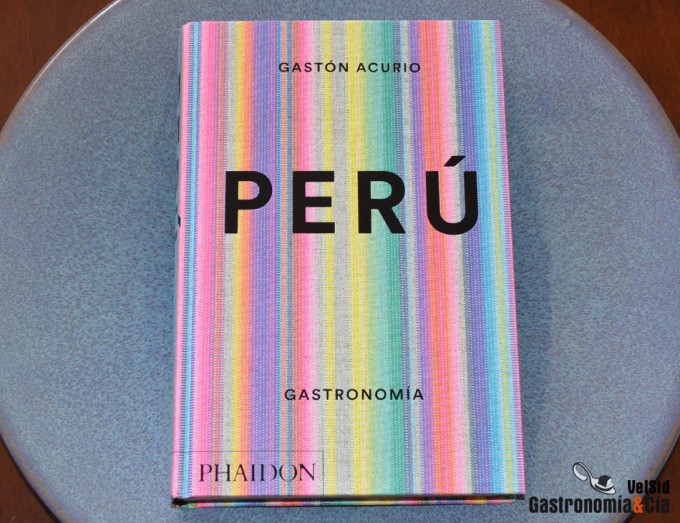 GASTÓN ACURIO
PERÚ
GASTRONOMÍA
PHAIDON
VelSid
Gastronomía&Cía